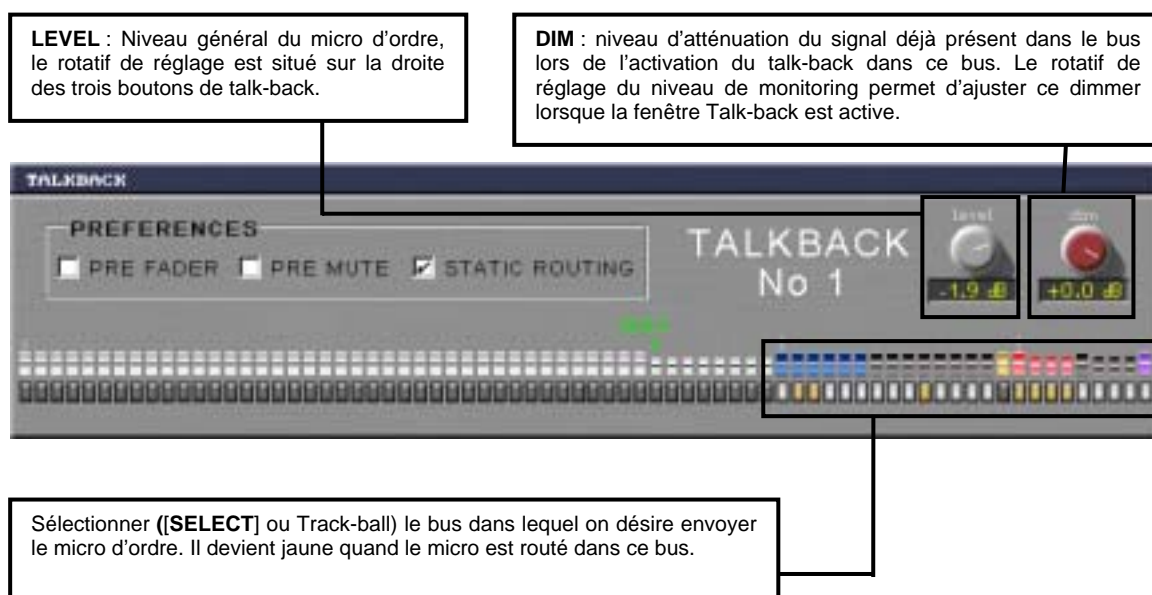 LEVEL : Niveau général du micro d'ordre,
le rotatif de réglage est situé sur la droite
des trois boutons de talk-back.
DIM : niveau d'atténuation du signal déjà présent dans le bus
lors de l'activation du talk-back dans ce bus. Le rotatif de
réglage du niveau de monitoring permet d'ajuster ce dimmer
lorsque la fenêtre Talk-back est active.
TALKBACK
PREFERENCES
PRE FADER PRE MUTE STATIC ROUTING
TALKBACK
No 1
level
-1.9 dB
dim
+0.0 dB
Sélectionner ([SELECT] ou Track-ball) le bus dans lequel on désire envoyer
le micro d'ordre. Il devient jaune quand le micro est routé dans ce bus.